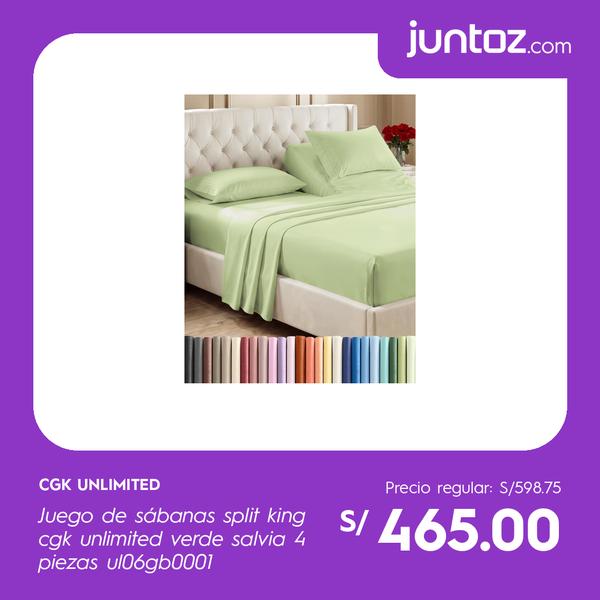 juntoz.com
CGK UNLIMITED
Juego de sábanas split king
cgk unlimited verde salvia 4
piezas ul06gb0001
Precio regular: S/598.75
S/ 465.00